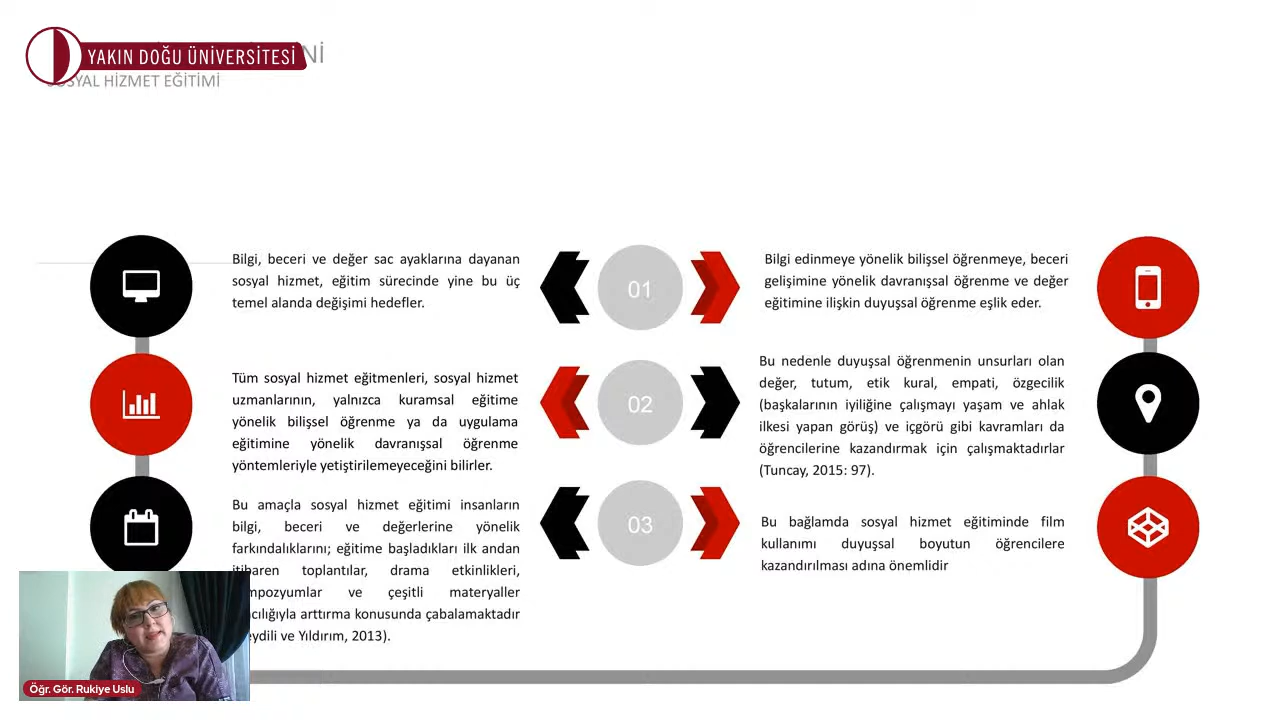 YAKIN DOĞU ÜNİVERSİTESİ
Nİ
SYAL HİZMET EĞİTİMİ
Bilgi, beceri ve değer sac ayaklarına dayanan
sosyal hizmet, eğitim sürecinde yine bu üç
temel alanda değişimi hedefler.
01
Bilgi edinmeye yönelik bilişsel öğrenmeye, beceri
gelişimine yönelik davranışsal öğrenme ve değer
eğitimine ilişkin duyuşsal öğrenme eşlik eder.
Tüm sosyal hizmet eğitmenleri, sosyal hizmet
uzmanlarının, yalnızca kuramsal eğitime
yönelik bilişsel öğrenme ya da uygulama
eğitimine yönelik davranışsal öğrenme
yöntemleriyle yetiştirilemeyeceğini bilirler.
02
Bu nedenle duyuşsal öğrenmenin unsurları olan
değer, tutum, etik kural, empati, özgecilik
(başkalarının iyiliğine çalışmayı yaşam ve ahlak
ilkesi yapan görüş) ve içgörü gibi kavramları da
öğrencilerine kazandırmak için çalışmaktadırlar
(Tuncay, 2015: 97).
Bu amaçla sosyal hizmet eğitimi insanların
bilgi, beceri ve değerlerine yönelik
farkındalıklarını; eğitime başladıkları ilk andan
itibaren toplantılar, drama etkinlikleri,
mpozyumlar ve çeşitli materyaller
cılığıyla arttırma konusunda çabalamaktadır
eydili ve Yıldırım, 2013).
03
Bu bağlamda sosyal hizmet eğitiminde film
kullanımı duyuşsal boyutun öğrencilere
kazandırılması adına önemlidir
Öğr. Gör. Rukiye Uslu